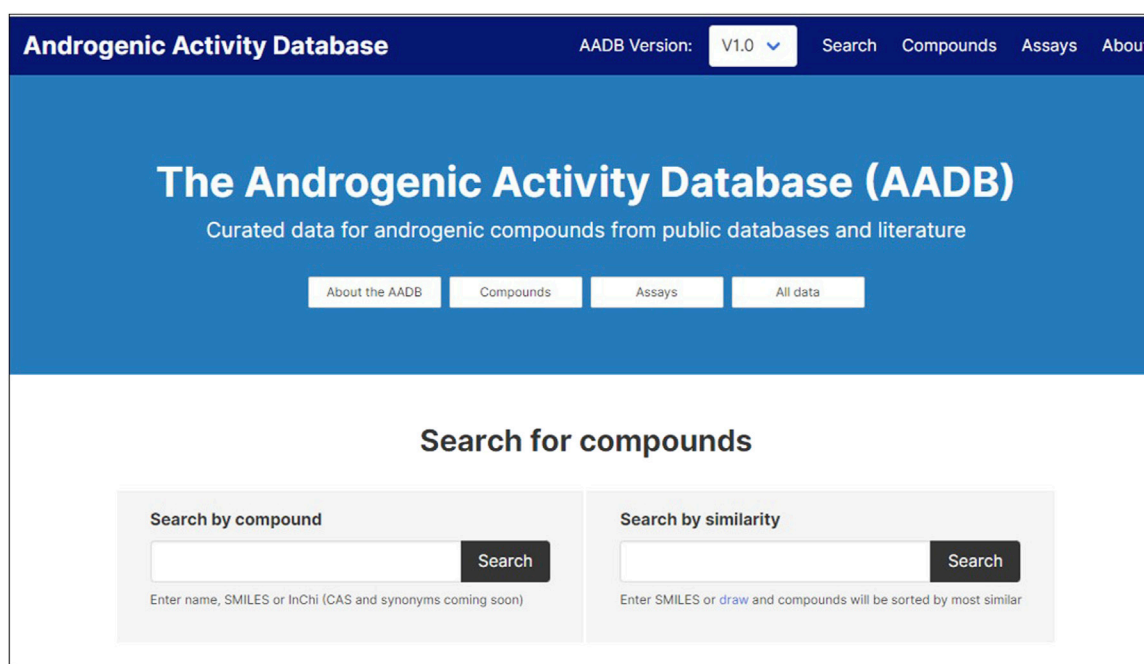 Androgenic Activity Database
AADB Version: V1.0 Search Compounds Assays About
The Androgenic Activity Database (AADB)
Curated data for androgenic compounds from public databases and literature
About the AADB Compounds Assays All data
Search for compounds
Search by compound
Search
Enter name, SMILES or InChi (CAS and synonyms coming soon)
Search by similarity
Search
Enter SMILES or draw and compounds will be sorted by most similar